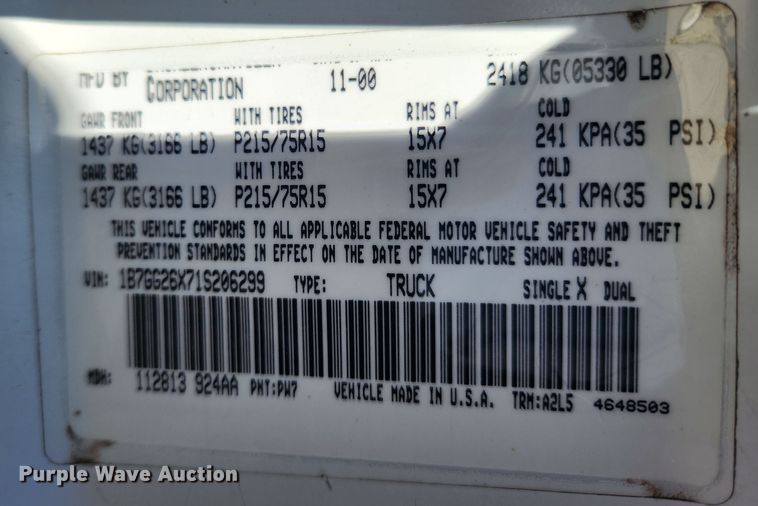 MFD BY
CORPORATION 11-00 2418 KG(05330 LB)
GAWR FRONT WITH TIRES RIMS AT COLD
1437 KG(3166 LB) P215/75R15 15X7 241 KPA(35 PSI)
GAWR REAR WITH TIRES RIMS AT COLD
1437 KG(3166 LB) P215/75R15 15X7 241 KPA(35 PSI)
THIS VEHICLE CONFORMS TO ALL APPLICABLE FEDERAL MOTOR VEHICLE SAFETY AND THEFT
PREVENTION STANDARDS IN EFFECT ON THE DATE OF MANUFACTURE SHOWN ABOVE.
VIN: 1B7GG26X71S206299 TYPE: TRUCK SINGLE X DUAL
MDH: 112813 924AA PNT:PW7 VEHICLE MADE IN U.S.A. TRM:A2L5 4648503
Purple Wave Auction